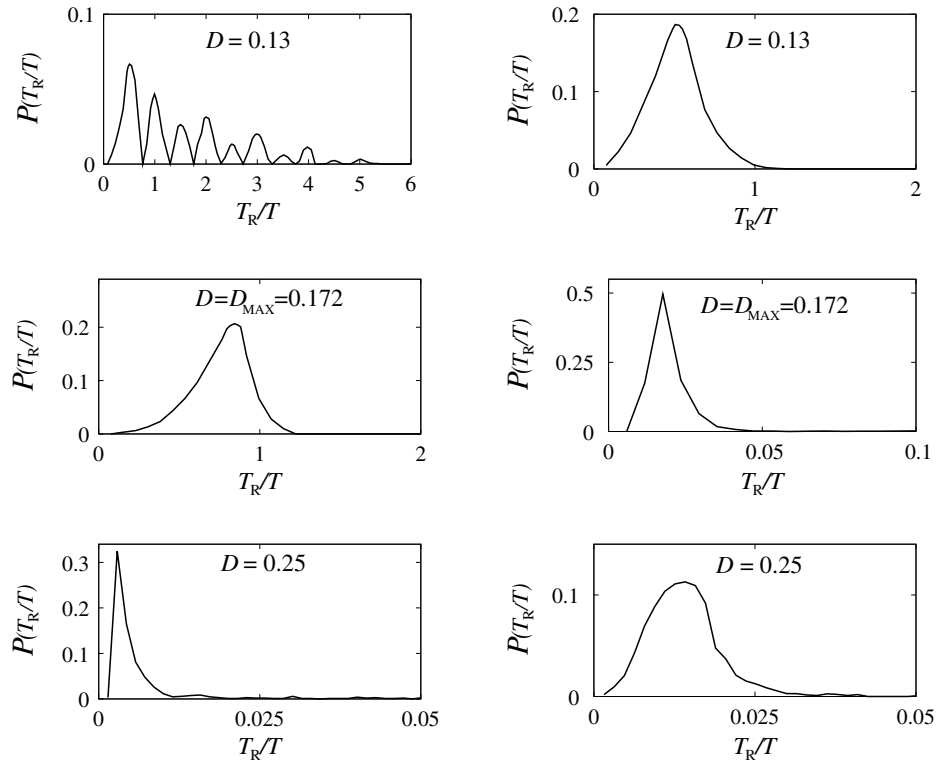 0.1
D = 0.13
P(T_R/T)
0
0 1 2 3 4 5 6
T_R/T
0.2
D = 0.13
0.1
P(T_R/T)
0
0 1 2
T_R/T
D=D_MAX=0.172
0.2
P(T_R/T)
0.1
0
0 1 2
T_R/T
0.5
D=D_MAX=0.172
P(T_R/T)
0.25
0
0 0.05 0.1
T_R/T
0.3
D = 0.25
P(T_R/T)
0.2
0.1
0
0 0.025 0.05
T_R/T
D = 0.25
0.1
P(T_R/T)
0
0 0.025 0.05
T_R/T